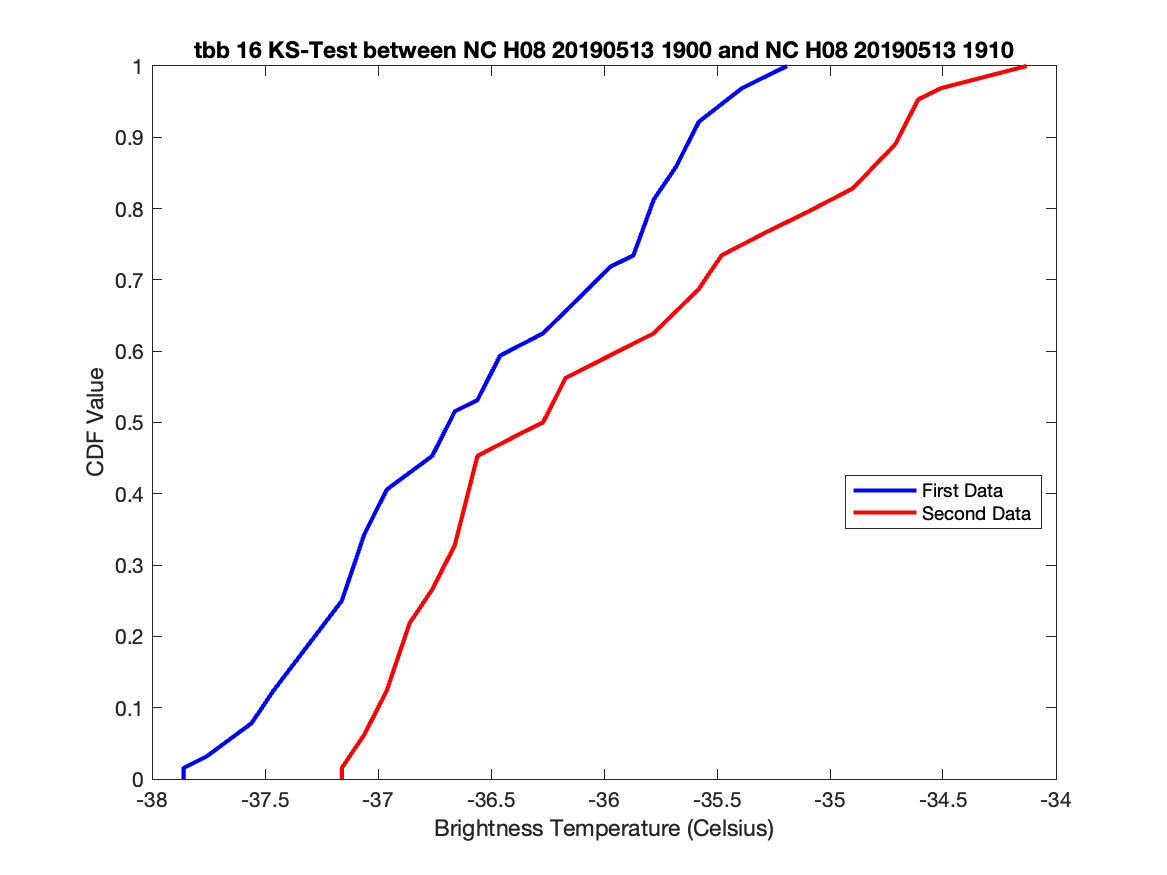 tbb 16 KS-Test between NC H08 20190513 1900 and NC H08 20190513 1910
1
0.9
0.8
0.7
0.6
0.5
0.4
0.3
0.2
0.1
0
CDF Value
First Data
Second Data
-38 -37.5 -37 -36.5 -36 -35.5 -35 -34.5 -34
Brightness Temperature (Celsius)